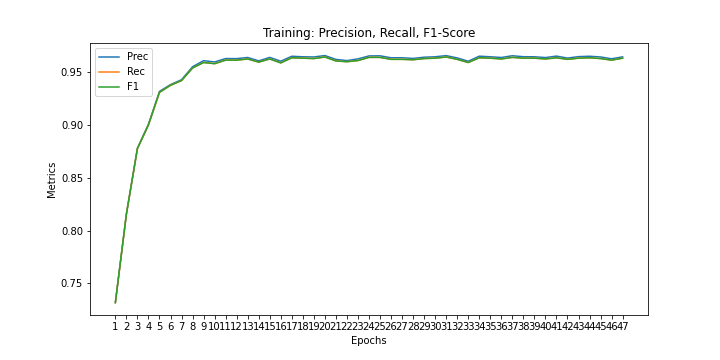 Training: Precision, Recall, F1-Score
Prec
Rec
F1
0.95
0.90
0.85
0.80
0.75
Metrics
1 2 3 4 5 6 7 8 9 10 11 12 13 14 15 16 17 18 19 20 21 22 23 24 25 26 27 28 29 30 31 32 33 34 35 36 37 38 39 40 41 42 43 44 45 46 47
Epochs